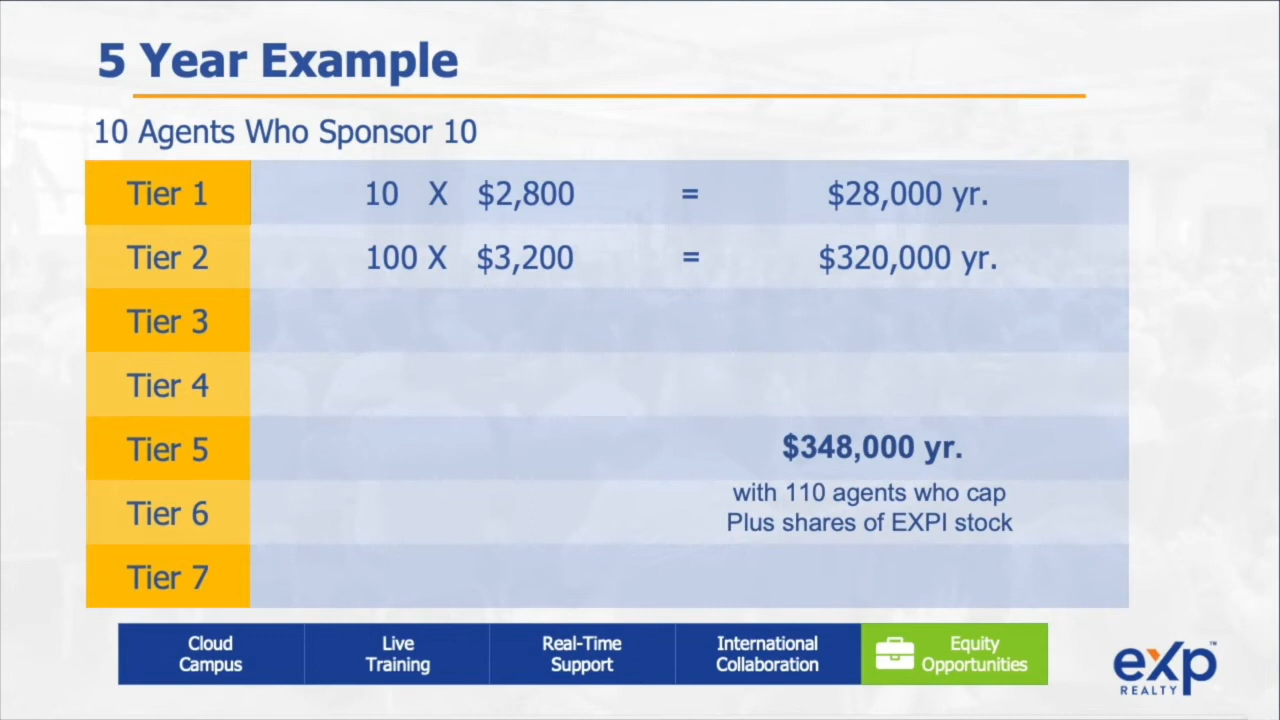 5 Year Example
10 Agents Who Sponsor 10
Tier 1 10 X $2,800 = $28,000 yr.
Tier 2 100 X $3,200 = $320,000 yr.
Tier 3
Tier 4
Tier 5 $348,000 yr.
with 110 agents who cap
Tier 6
Plus shares of EXPI stock
Tier 7
Cloud Campus
Live Training
Real-Time Support
International Collaboration
Equity Opportunities
exp™
REALTY